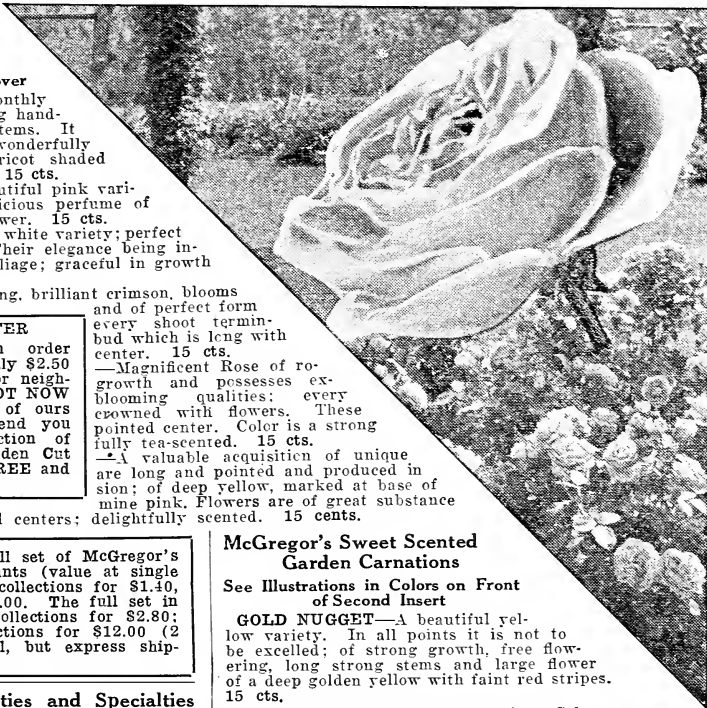 over
onthly
g hand-
tems. It
wonderfully
ricot shaded
15 cts.
utiful pink vari-
icious perfume of
wer. 15 cts.
white variety; perfect
Their elegance being in-
liage; graceful in growth
ng, brilliant crimson, blooms
and of perfect form
every shoot termin-
bud which is long with
center. 15 cts.
—Magnificent Rose of ro-
growth and possesses ex-
blooming qualities; every
crowned with flowers. These
pointed center. Color is a strong
fully tea-scented. 15 cts.
—A valuable acquisition of unique
are long and pointed and produced in
sion; of deep yellow, marked at base of
mine pink. Flowers are of great substance
l centers; delightfully scented. 15 cents.
TER
n order
ly $2.50
or neigh-
OT NOW
of ours
end you
ction of
den Cut
REE and
ll set of McGregor's
nts (value at single
collections for $1.40,
.00. The full set in
ollections for $2.80;
ctions for $12.00 (2
l, but express ship-
ties and Specialties
McGregor's Sweet Scented
Garden Carnations
See Illustrations in Colors on Front
of Second Insert
GOLD NUGGET—A beautiful yel-
low variety. In all points it is not to
be excelled; of strong growth, free flow-
ering, long strong stems and large flower
of a deep golden yellow with faint red stripes.
15 cts.